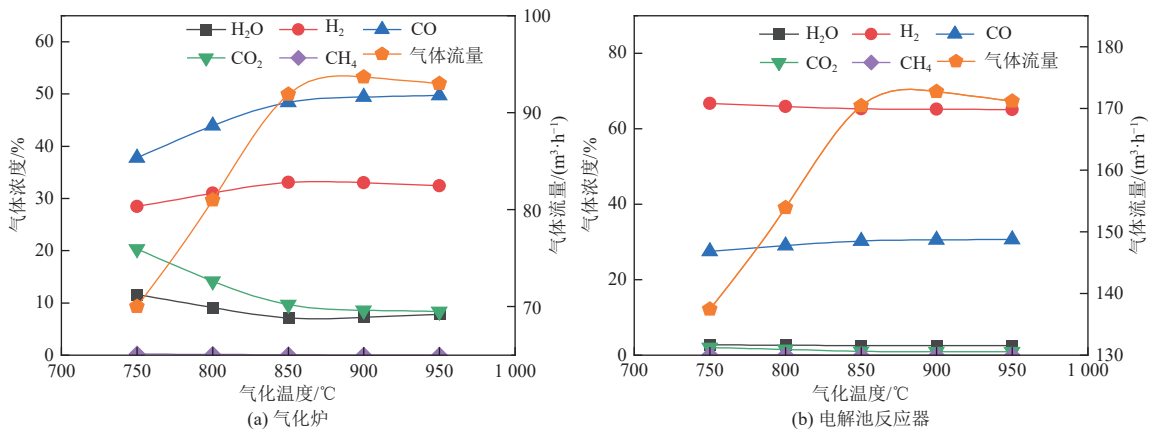 H₂O H₂ CO
CO₂ CH₄ 气体流量
气体浓度/%
60
50
40
30
20
10
0
100
90
80
70
气体流量/(m³·h⁻¹)
700 750 800 850 900 950 1 000
气化温度/℃
(a) 气化炉
H₂O H₂ CO
CO₂ CH₄ 气体流量
气体浓度/%
80
60
40
20
0
180
170
160
150
140
130
气体流量/(m³·h⁻¹)
700 750 800 850 900 950 1 000
气化温度/℃
(b) 电解池反应器